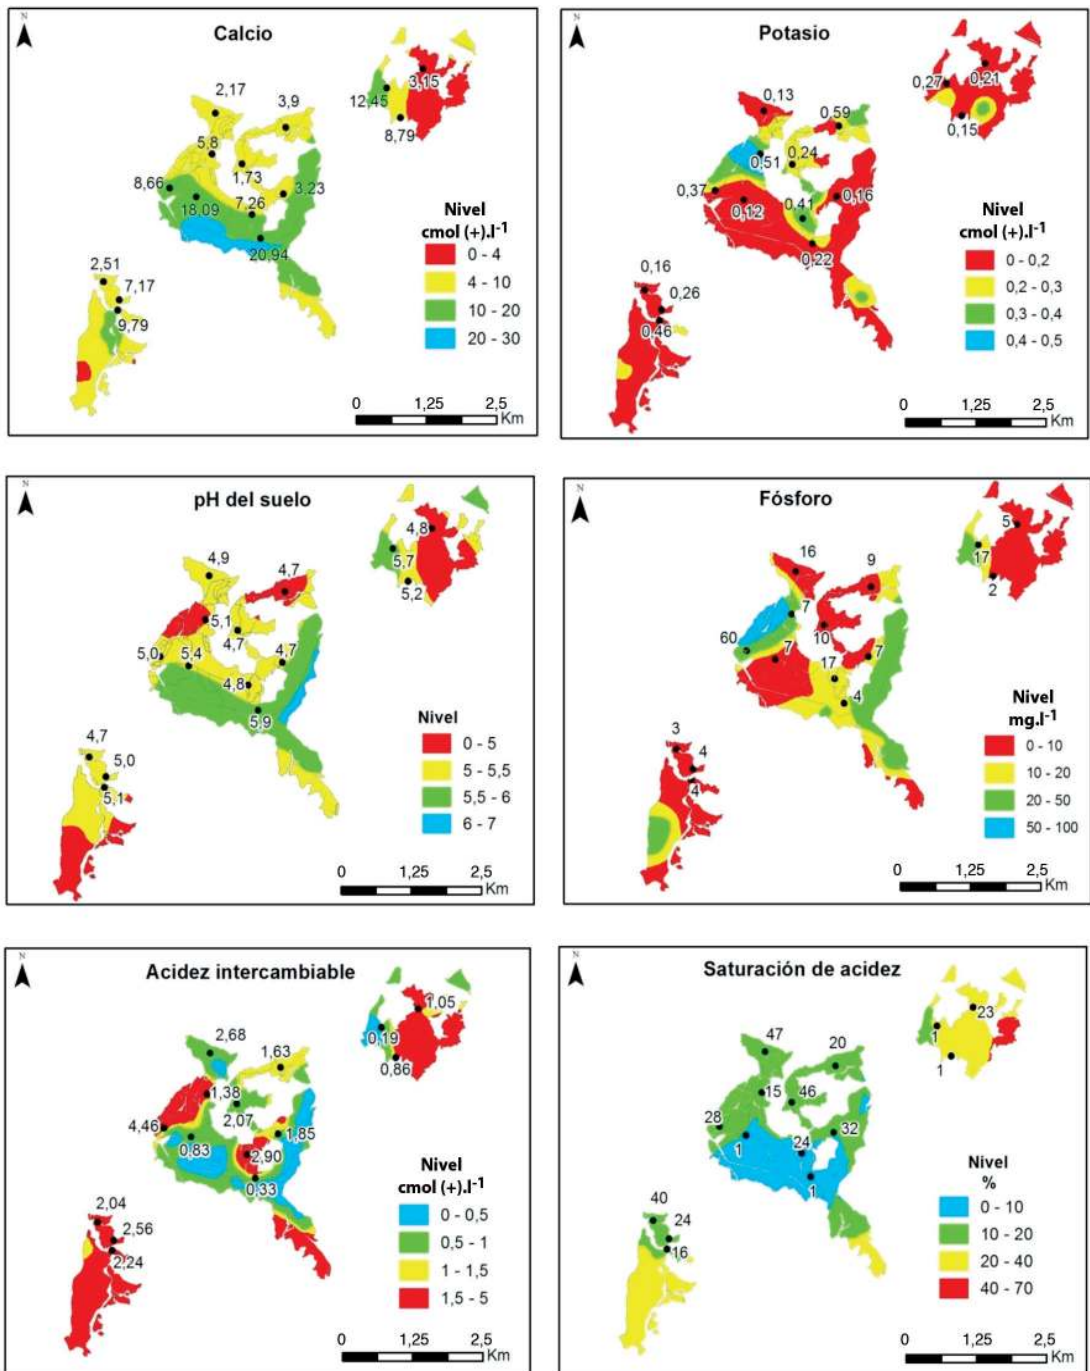 N
Calcio
2,17
3,9
3,15
12,45
8,79
5,8
1,73
8,66
3,23
18,09
7,26
20,94
2,51
7,17
9,79
Nivel
cmol (+).l⁻¹
0 - 4
4 - 10
10 - 20
20 - 30
0 1,25 2,5
Km
N
Potasio
0,13
0,59
0,21
0,27
0,15
0,51
0,24
0,37
0,16
0,12
0,41
0,22
0,16
0,26
0,46
Nivel
cmol (+).l⁻¹
0 - 0,2
0,2 - 0,3
0,3 - 0,4
0,4 - 0,5
0 1,25 2,5
Km
N
pH del suelo
4,9
4,7
4,8
5,7
5,2
5,1
4,7
5,0
5,4
4,7
4,8
5,9
4,7
5,0
5,1
Nivel
0 - 5
5 - 5,5
5,5 - 6
6 - 7
0 1,25 2,5
Km
N
Fósforo
16
9
5
17
2
7
10
60
7
7
17
4
3
4
4
Nivel
mg.l⁻¹
0 - 10
10 - 20
20 - 50
50 - 100
0 1,25 2,5
Km
N
Acidez intercambiable
2,68
1,63
1,05
0,19
0,86
1,38
2,07
4,46
0,83
1,85
2,90
0,33
2,04
2,56
2,24
Nivel
cmol (+).l⁻¹
0 - 0,5
0,5 - 1
1 - 1,5
1,5 - 5
0 1,25 2,5
Km
N
Saturación de acidez
47
20
23
1
1
15
46
28
1
24
32
1
40
24
16
Nivel
%
0 - 10
10 - 20
20 - 40
40 - 70
0 1,25 2,5
Km